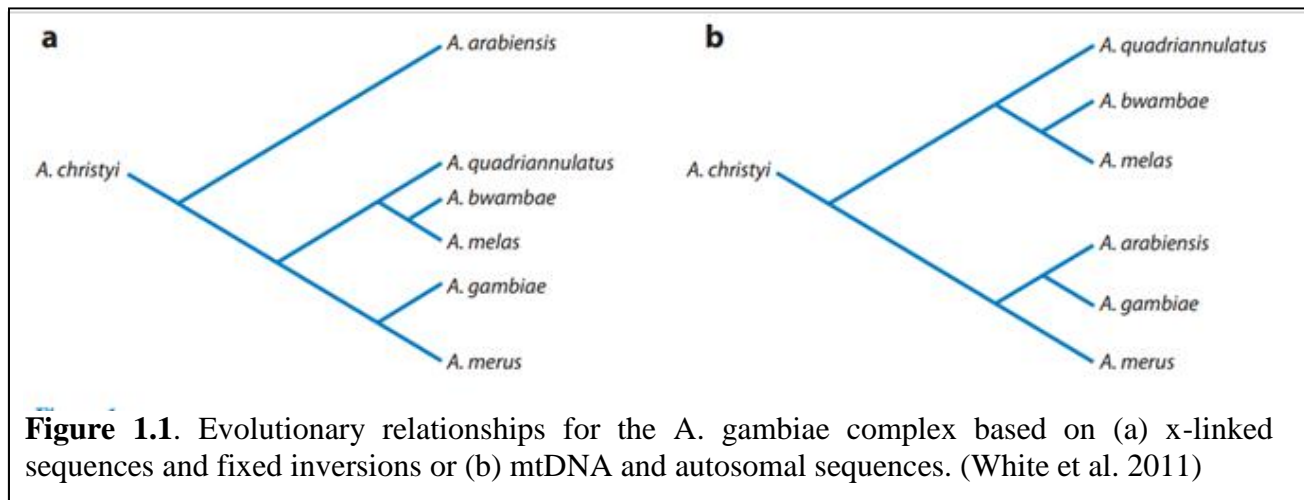 a
A. arabiensis
A. christyi
A. quadriannulatus
A. bwambae
A. melas
A. gambiae
A. merus
b
A. quadriannulatus
A. bwambae
A. melas
A. christyi
A. arabiensis
A. gambiae
A. merus
Figure 1.1. Evolutionary relationships for the A. gambiae complex based on (a) x-linked
sequences and fixed inversions or (b) mtDNA and autosomal sequences. (White et al. 2011)